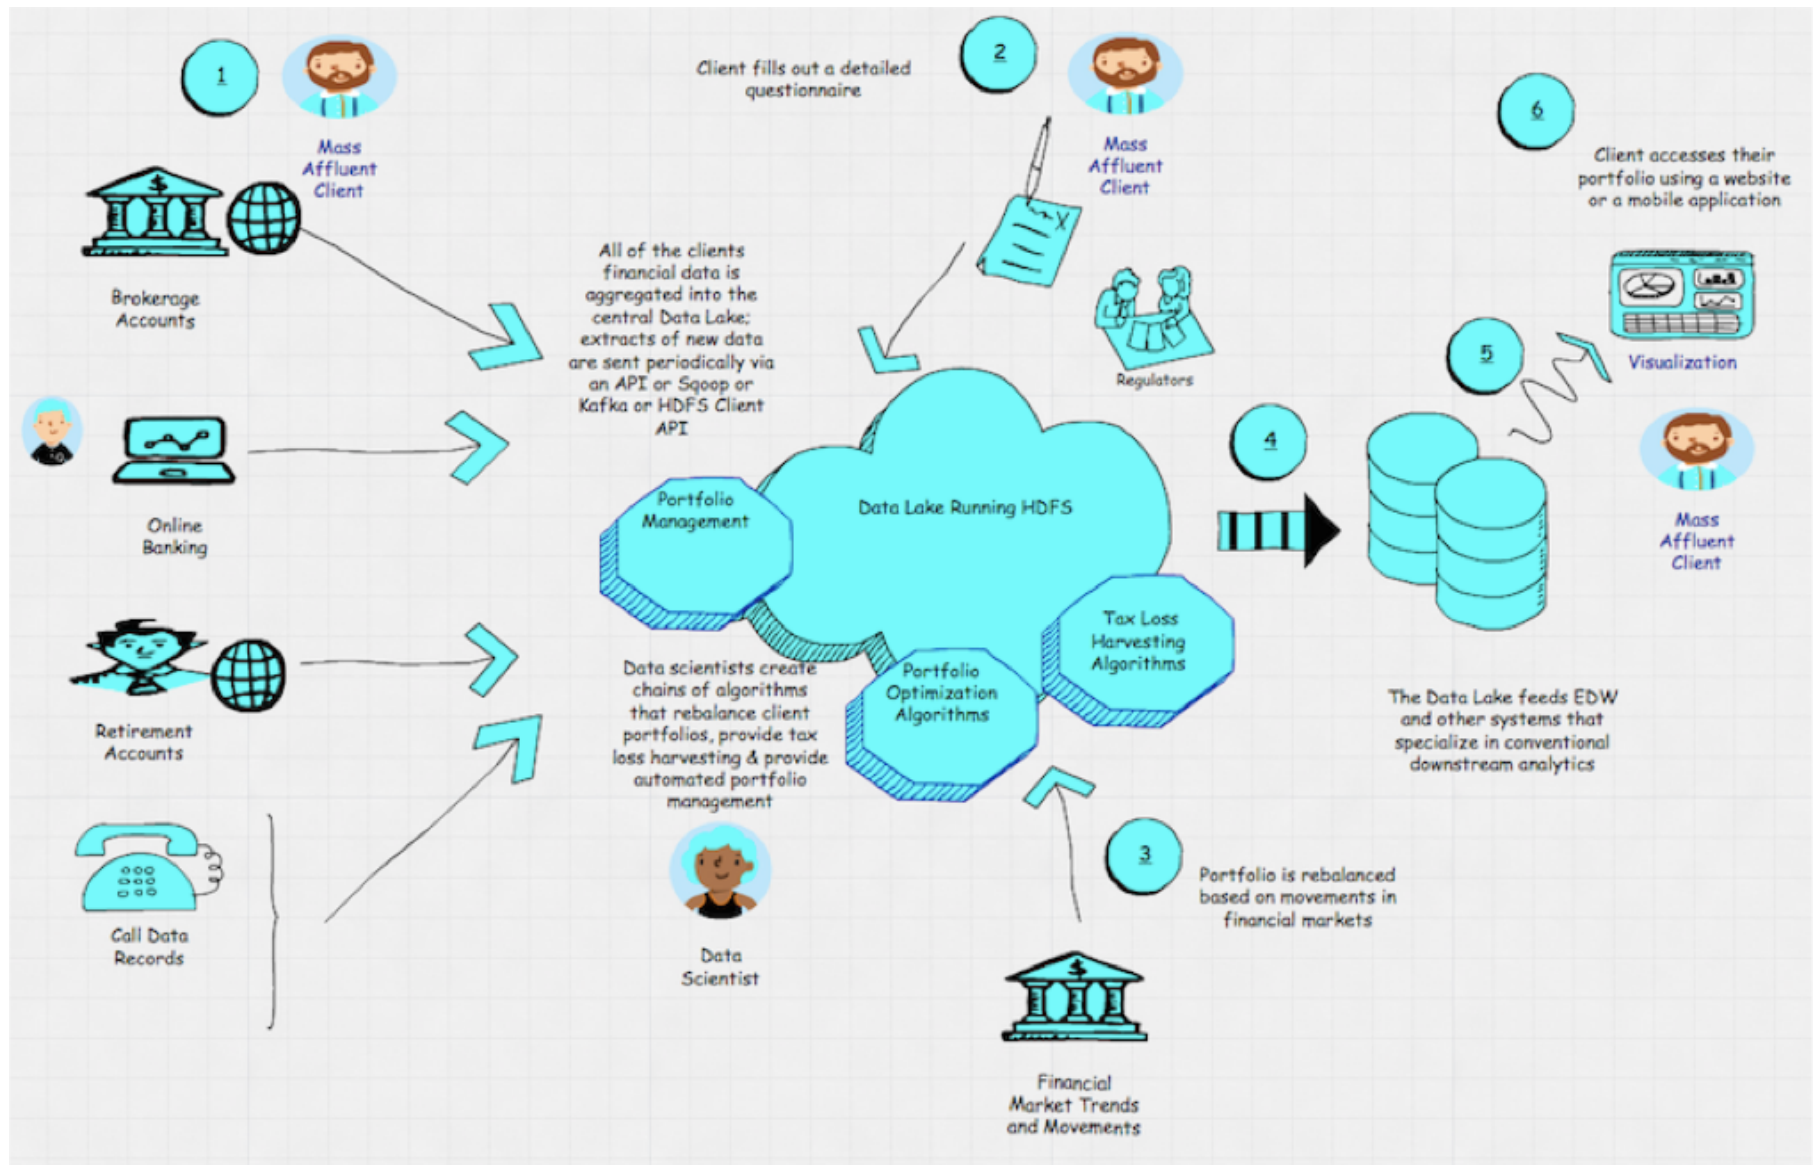 1
Mass
Affluent
Client
Brokerage
Accounts
Online
Banking
Retirement
Accounts
Call Data
Records
All of the clients
financial data is
aggregated into the
central Data Lake;
extracts of new data
are sent periodically via
an API or Sqoop or
Kafka or HDFS Client
API
Client fills out a detailed
questionnaire
2
Mass
Affluent
Client
X
Regulators
Portfolio
Management
Data Lake Running HDFS
Portfolio
Optimization
Algorithms
Tax Loss
Harvesting
Algorithms
Data scientists create
chains of algorithms
that rebalance client
portfolios, provide tax
loss harvesting & provide
automated portfolio
management
Data
Scientist
3
Portfolio is rebalanced
based on movements in
financial markets
$
Financial
Market Trends
and Movements
4
5
The Data Lake feeds EDW
and other systems that
specialize in conventional
downstream analytics
6
Client accesses their
portfolio using a website
or a mobile application
Visualization
Mass
Affluent
Client
$